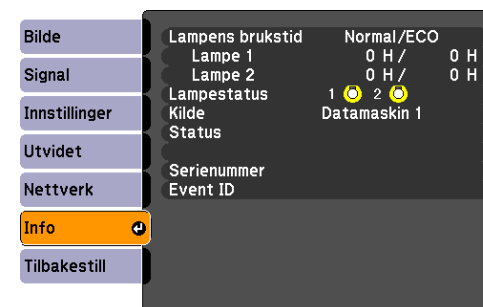 Bilde
Signal
Innstillinger
Utvidet
Nettverk
Info
Tilbakestill
Lampens brukstid Normal/ECO
Lampe 1 0 H/ 0 H
Lampe 2 0 H/ 0 H
Lampestatus 1 2
Kilde Datamaskin 1
Status
Serienummer
Event ID